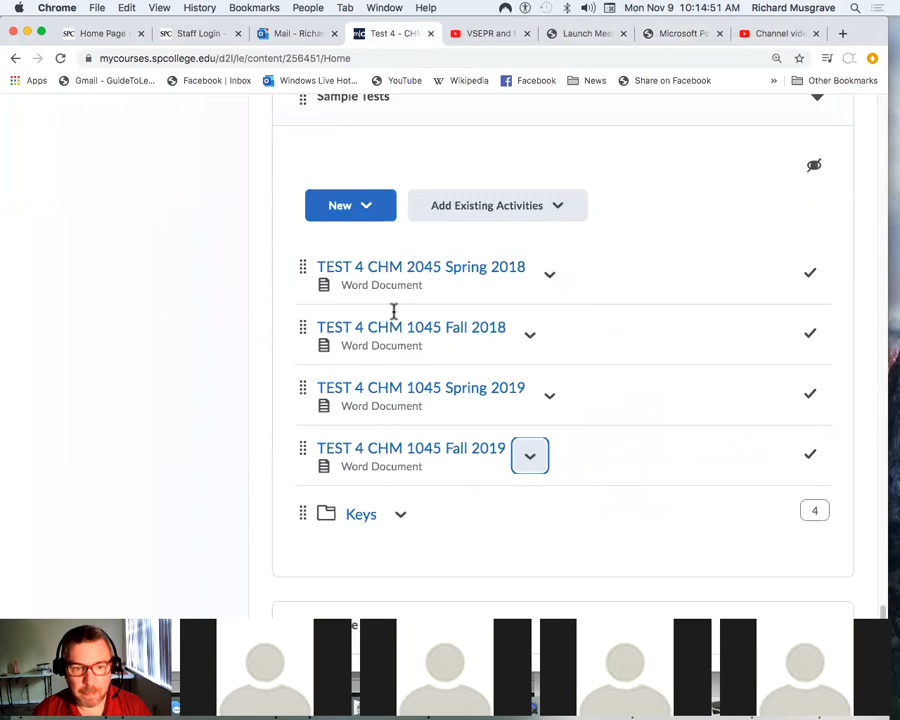 Chrome File Edit View History Bookmarks People Tab Window Help Mon Nov 9 10:14:51 AM Richard Musgrave
Home Page Staff Login - Mail - Richar Test 4 - CHM VSEPR and Launch Mee Microsoft Po Channel vide
mycourses.spcollege.edu/d2l/le/content/256451/Home
Apps Gmail - GuideToLe... Facebook | Inbox Windows Live Hot... YouTube Wikipedia Facebook News Share on Facebook » Other Bookmarks
Sample Tests
New Add Existing Activities
TEST 4 CHM 2045 Spring 2018
Word Document
TEST 4 CHM 1045 Fall 2018
Word Document
TEST 4 CHM 1045 Spring 2019
Word Document
TEST 4 CHM 1045 Fall 2019
Word Document
Keys 4